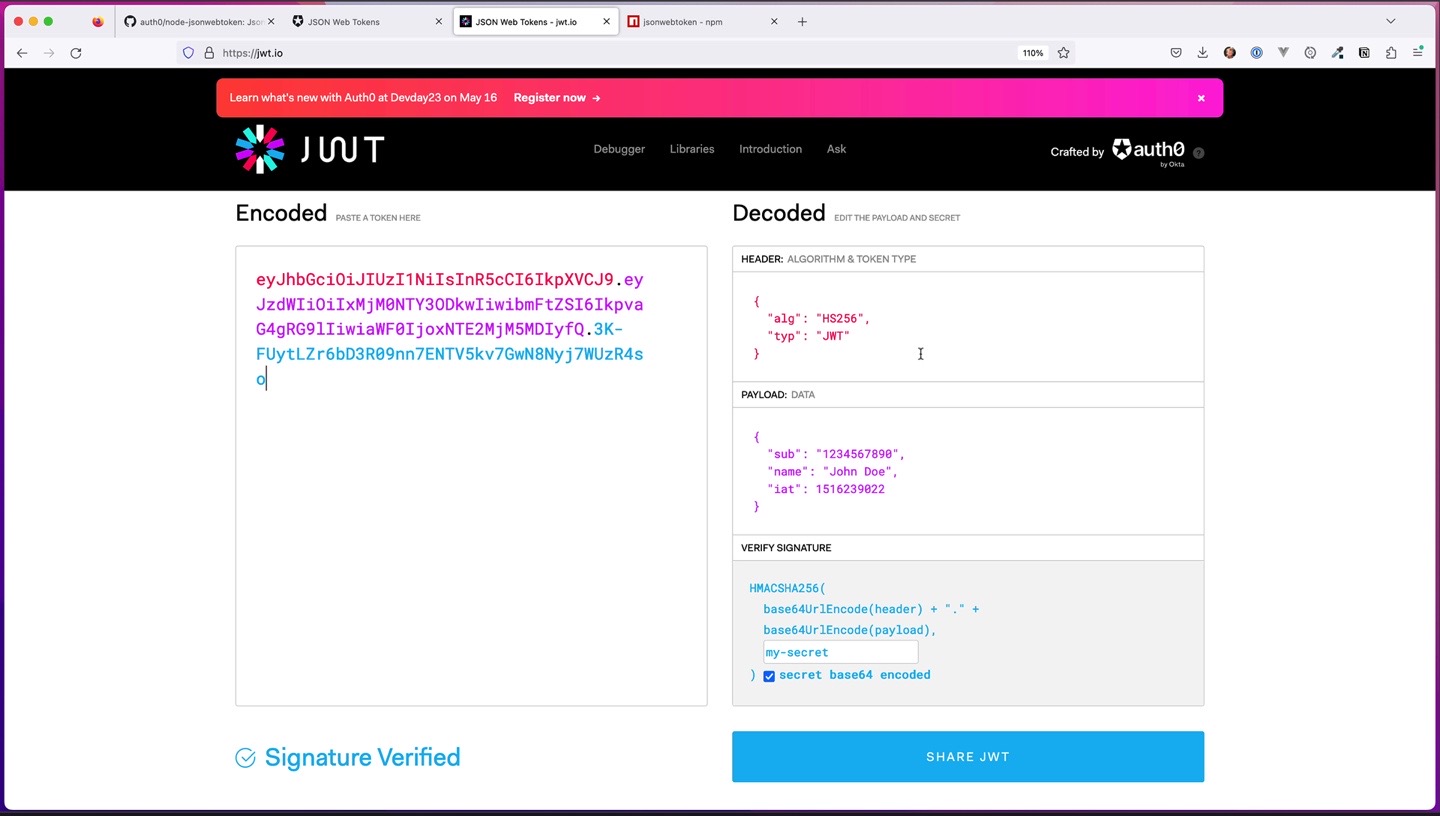 auth0/node-jsonwebtoken: Json
JSON Web Tokens
JSON Web Tokens - jwt.io
jsonwebtoken - npm
https://jwt.io
110%
Learn what's new with Auth0 at Devday23 on May 16 Register now →
JWT
Debugger
Libraries
Introduction
Ask
Crafted by auth0
by Okta
?
Encoded PASTE A TOKEN HERE
eyJhbGciOiJIUzI1NiIsInR5cCI6IkpXVCJ9.ey
JzdWIiOiIxMjM0NTY3ODkwIiwibmFtZSI6Ikpva
G4gRG9lIiwiaWF0IjoxNTE2MjM5MDIyfQ.3K-
FUytLZr6bD3R09nn7ENTV5kv7GwN8Nyj7WUzR4s
o
Decoded EDIT THE PAYLOAD AND SECRET
HEADER: ALGORITHM & TOKEN TYPE
{
"alg": "HS256",
"typ": "JWT"
}
PAYLOAD: DATA
{
"sub": "1234567890",
"name": "John Doe",
"iat": 1516239022
}
VERIFY SIGNATURE
HMACSHA256(
base64UrlEncode(header) + "." +
base64UrlEncode(payload),
my-secret
) secret base64 encoded
Signature Verified
SHARE JWT